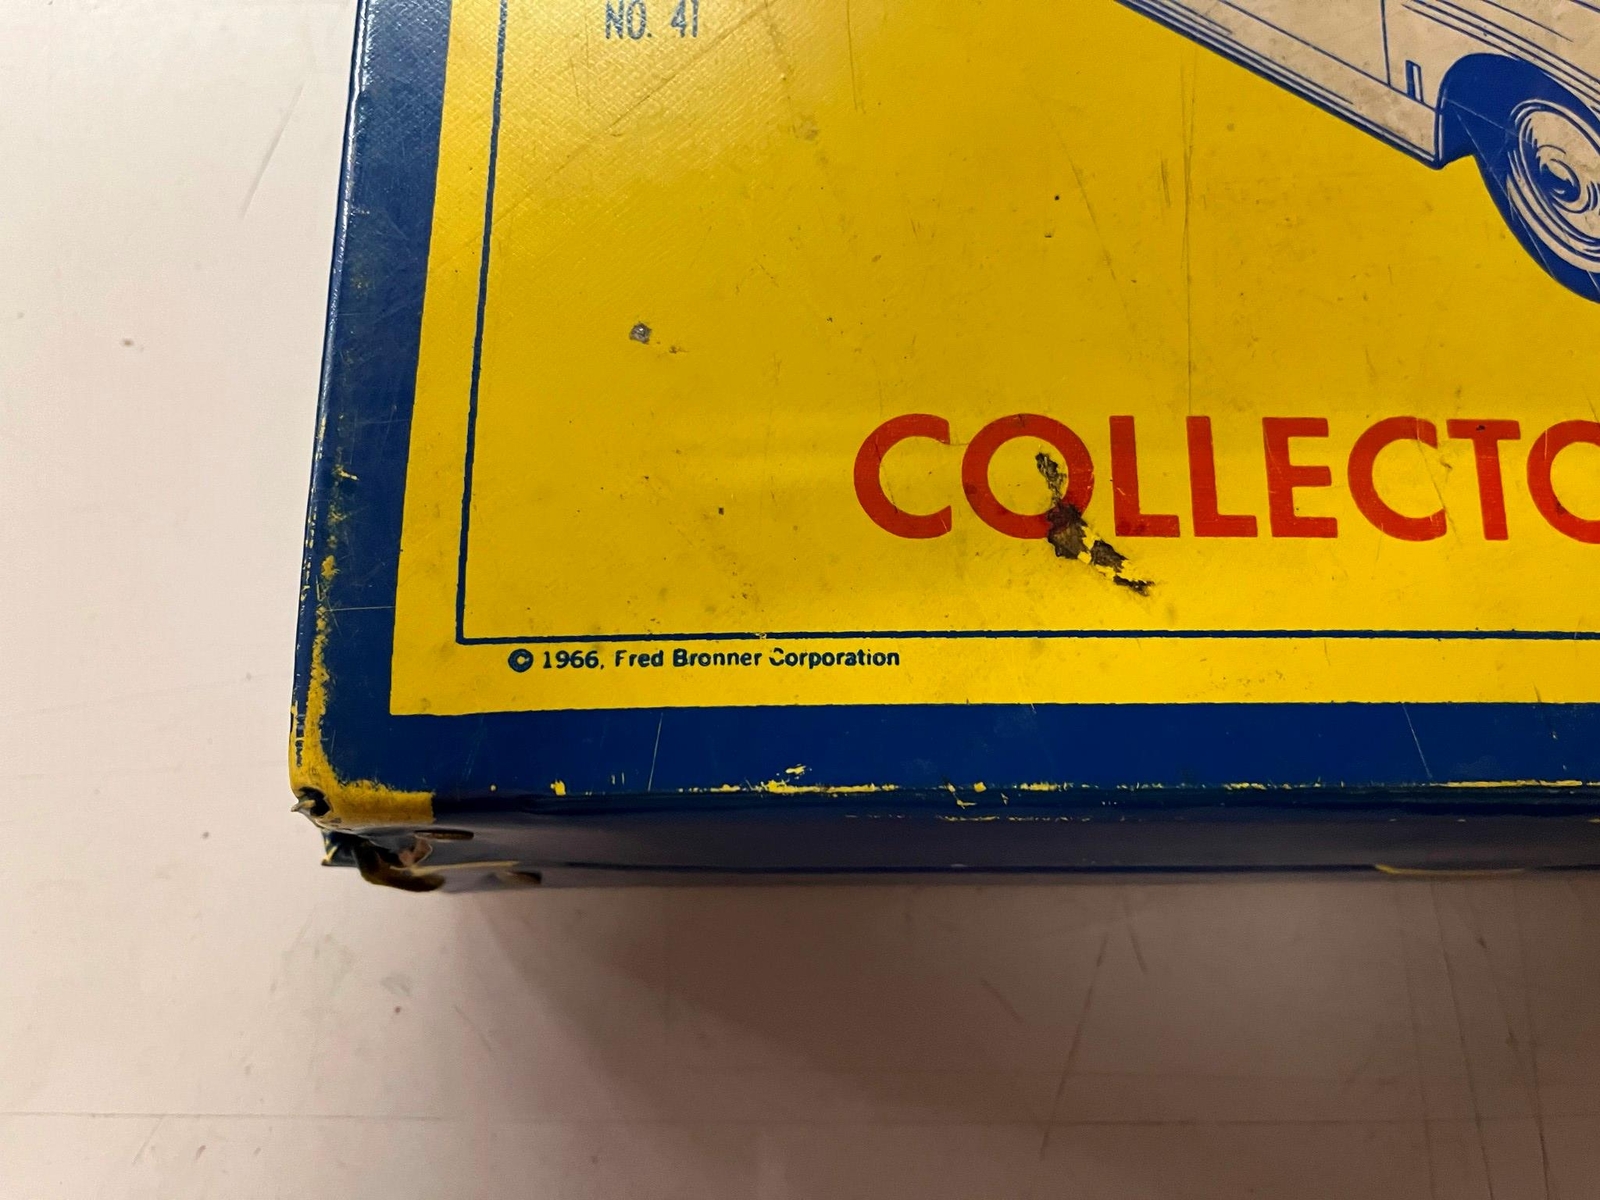 NO. 41
COLLECTO
© 1966, Fred Bronner Corporation